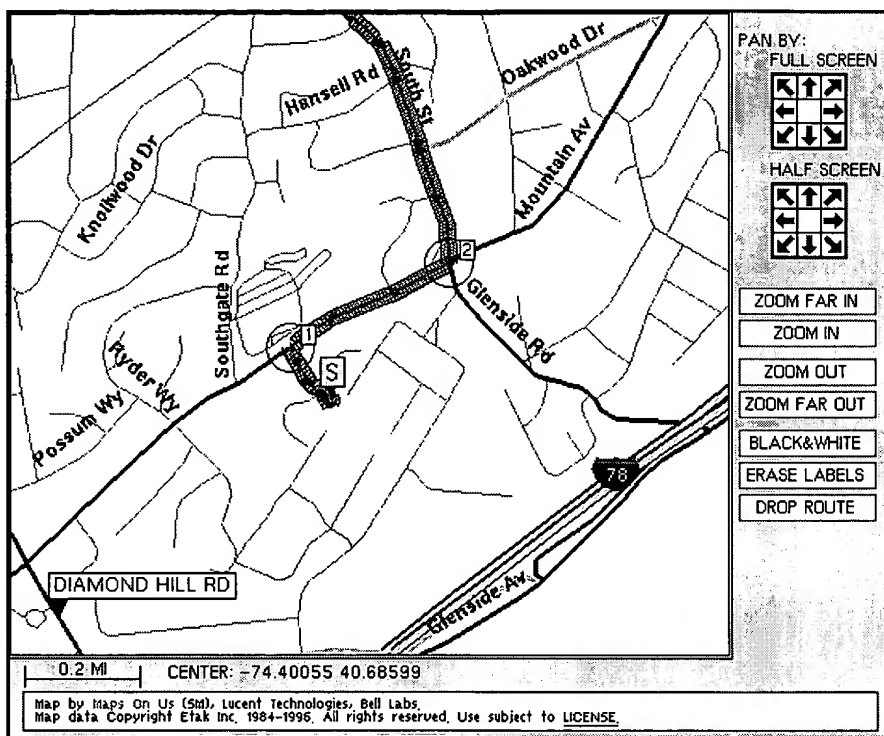 PAN BY:
FULL SCREEN
HALF SCREEN
ZOOM FAR IN
ZOOM IN
ZOOM OUT
ZOOM FAR OUT
BLACK&WHITE
ERASE LABELS
DROP ROUTE
South St
Oakwood Dr
Hansell Rd
Mountain Av
Knollwood Dr
2
Southgate Rd
Glenside Rd
1
S
Ryder Wy
Possum Wy
78
DIAMOND HILL RD
Glenside Av
0.2 MI
CENTER: -74.40055 40.68599
Map by Maps On Us (SM), Lucent Technologies, Bell Labs.
Map data Copyright Etak Inc. 1984-1996. All rights reserved. Use subject to LICENSE.